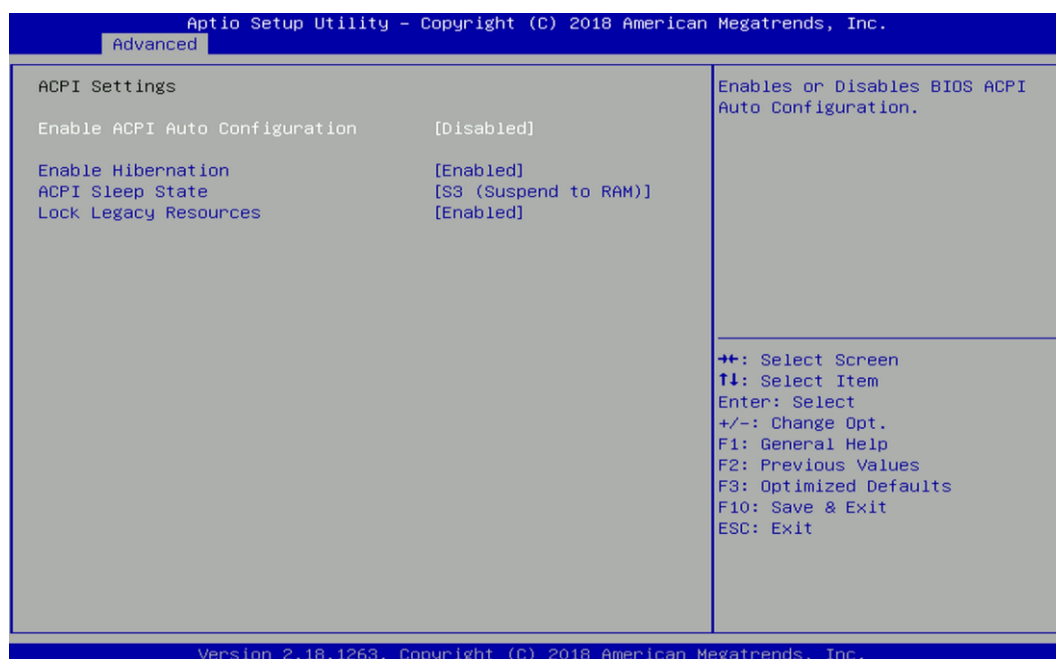 Aptio Setup Utility – Copyright (C) 2018 American Megatrends, Inc.
Advanced
ACPI Settings
Enable ACPI Auto Configuration [Disabled]
Enable Hibernation [Enabled]
ACPI Sleep State [S3 (Suspend to RAM)]
Lock Legacy Resources [Enabled]
Enables or Disables BIOS ACPI
Auto Configuration.
→←: Select Screen
↑↓: Select Item
Enter: Select
+/-: Change Opt.
F1: General Help
F2: Previous Values
F3: Optimized Defaults
F10: Save & Exit
ESC: Exit
Version 2.18.1263. Copyright (C) 2018 American Megatrends, Inc.